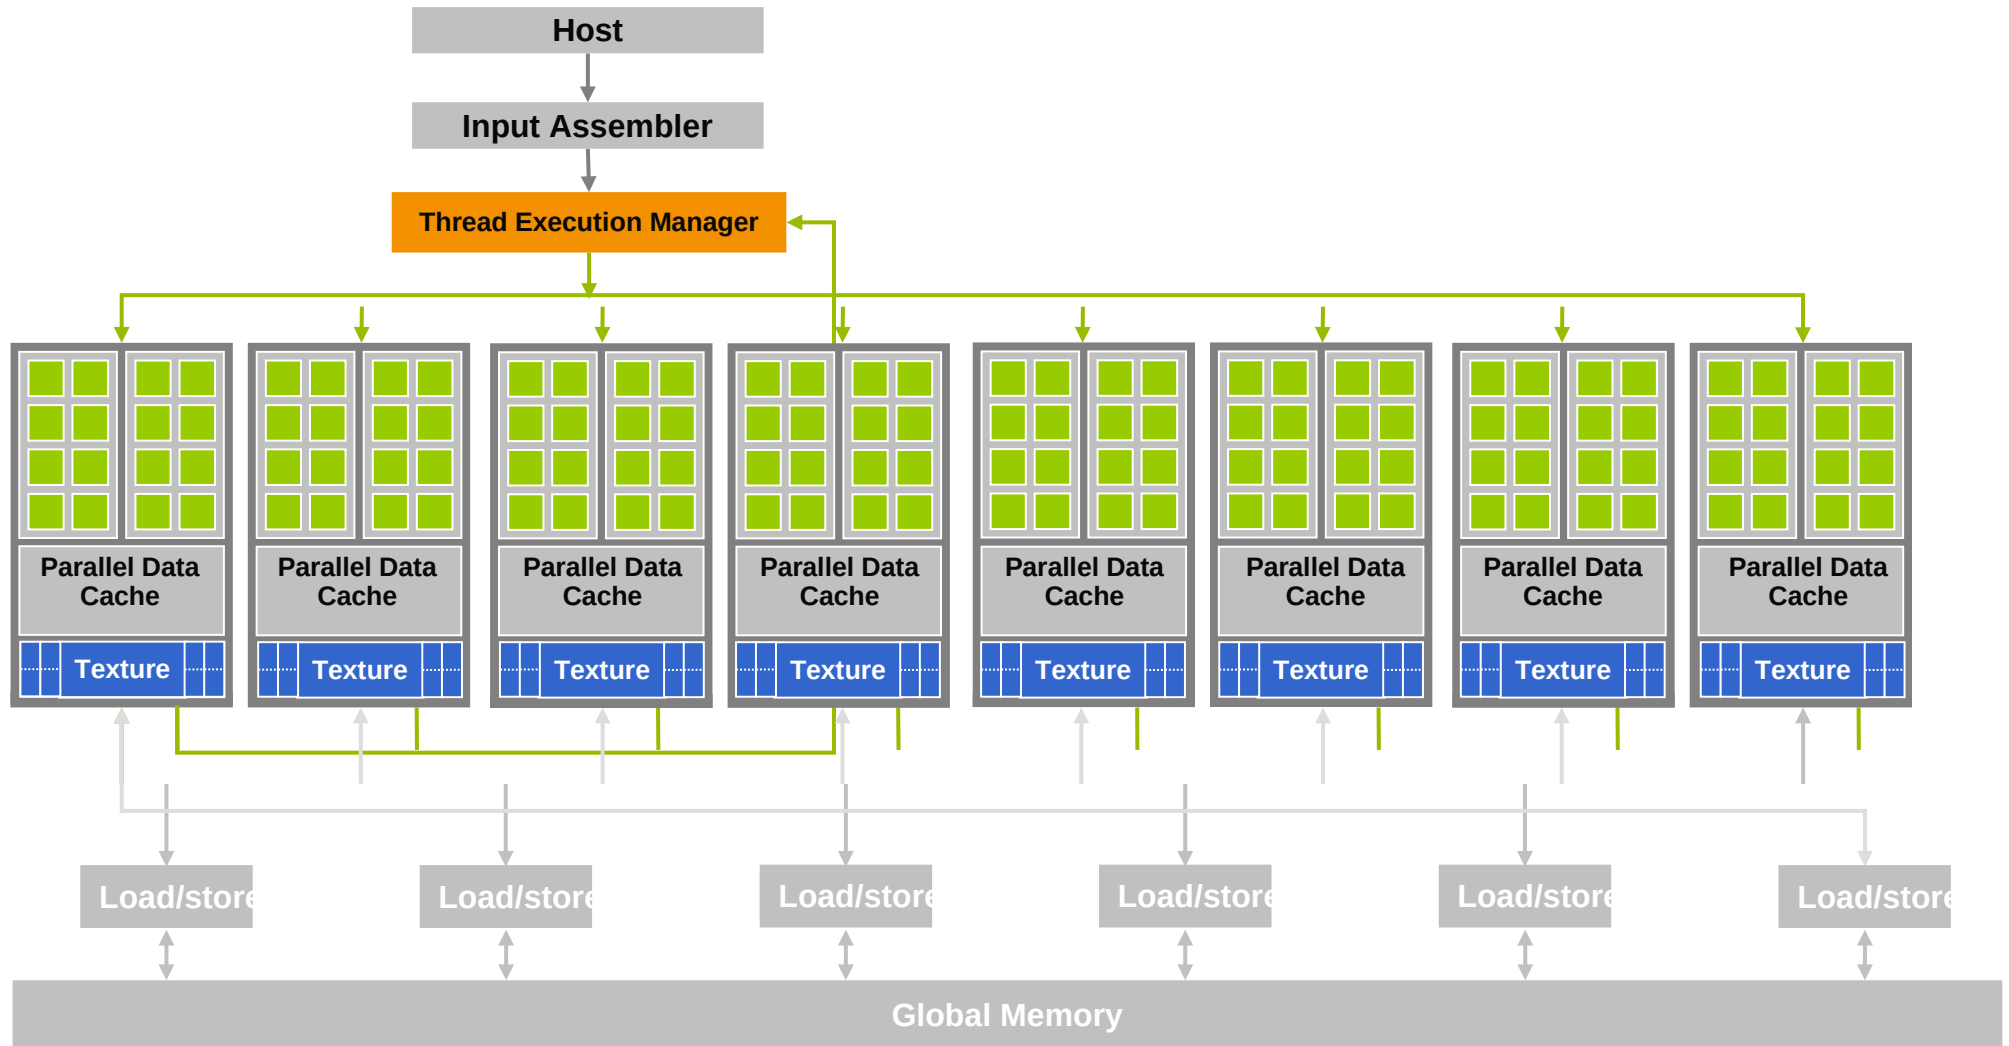 Host
Input Assembler
Thread Execution Manager
Parallel Data
Cache
Parallel Data
Cache
Parallel Data
Cache
Parallel Data
Cache
Parallel Data
Cache
Parallel Data
Cache
Parallel Data
Cache
Parallel Data
Cache
Texture
Texture
Texture
Texture
Texture
Texture
Texture
Texture
Load/store
Load/store
Load/store
Load/store
Load/store
Load/store
Global Memory